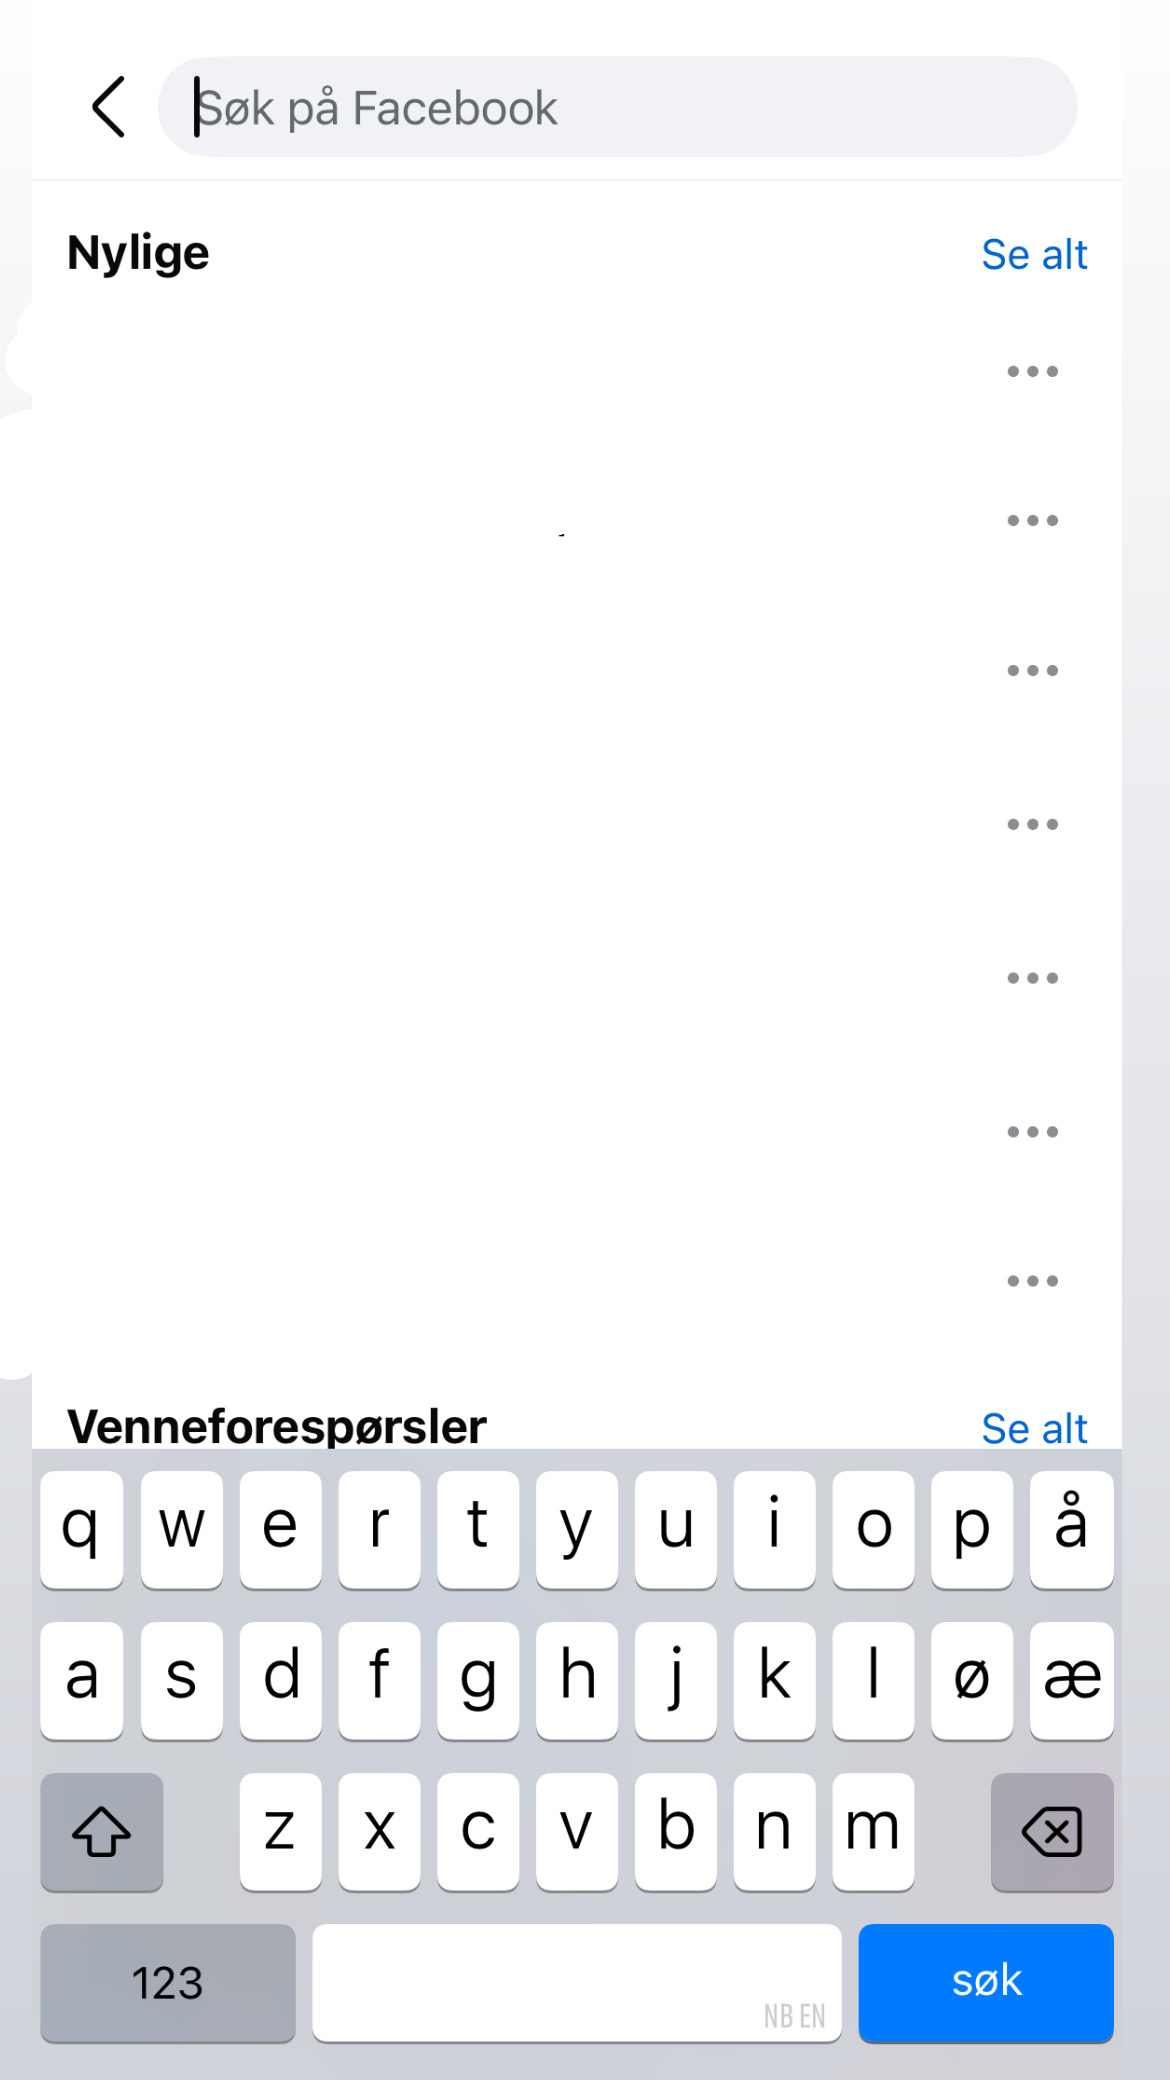 Søk på Facebook
Nylige Se alt
Venneforespørsler Se alt
q w e r t y u i o p å
a s d f g h j k l ø æ
z x c v b n m
123 NB EN søk